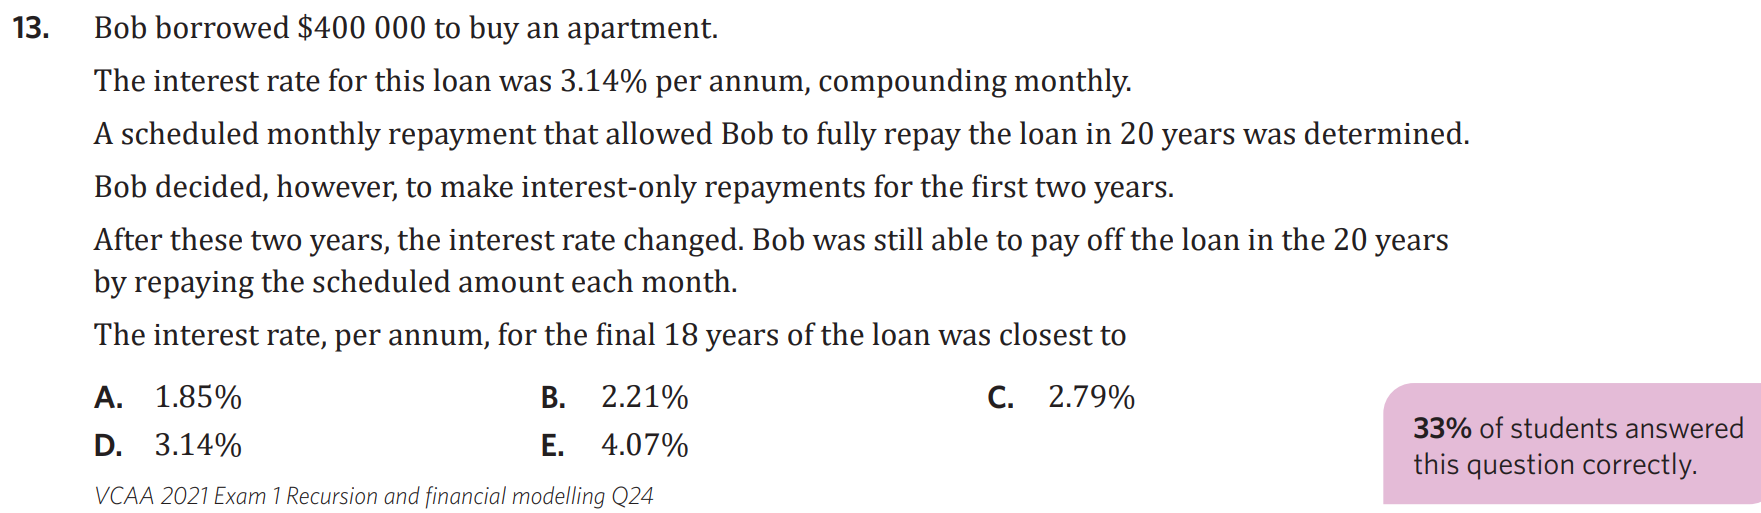 13. Bob borrowed $400 000 to buy an apartment.
The interest rate for this loan was 3.14% per annum, compounding monthly.
A scheduled monthly repayment that allowed Bob to fully repay the loan in 20 years was determined.
Bob decided, however, to make interest-only repayments for the first two years.
After these two years, the interest rate changed. Bob was still able to pay off the loan in the 20 years
by repaying the scheduled amount each month.
The interest rate, per annum, for the final 18 years of the loan was closest to
A. 1.85% B. 2.21% C. 2.79%
D. 3.14% E. 4.07%
33% of students answered
this question correctly.
VCAA 2021 Exam 1 Recursion and financial modelling Q24